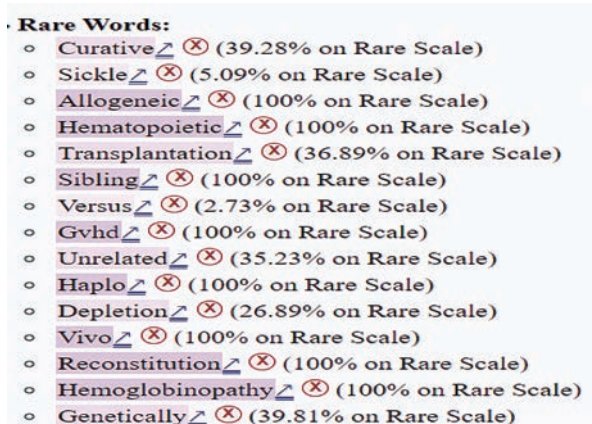 Rare Words:
Curative (39.28% on Rare Scale)
Sickle (5.09% on Rare Scale)
Allogeneic (100% on Rare Scale)
Hematopoietic (100% on Rare Scale)
Transplantation (36.89% on Rare Scale)
Sibling (100% on Rare Scale)
Versus (2.73% on Rare Scale)
Gvhd (100% on Rare Scale)
Unrelated (35.23% on Rare Scale)
Haplo (100% on Rare Scale)
Depletion (26.89% on Rare Scale)
Vivo (100% on Rare Scale)
Reconstitution (100% on Rare Scale)
Hemoglobinopathy (100% on Rare Scale)
Genetically (39.81% on Rare Scale)